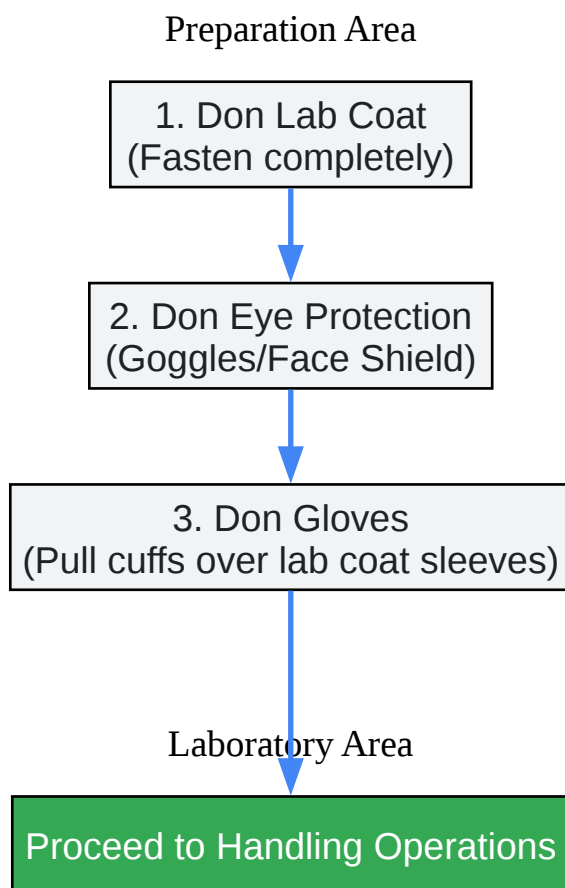 Preparation Area
1. Don Lab Coat
(Fasten completely)
2. Don Eye Protection
(Goggles/Face Shield)
3. Don Gloves
(Pull cuffs over lab coat sleeves)
Laboratory Area
Proceed to Handling Operations